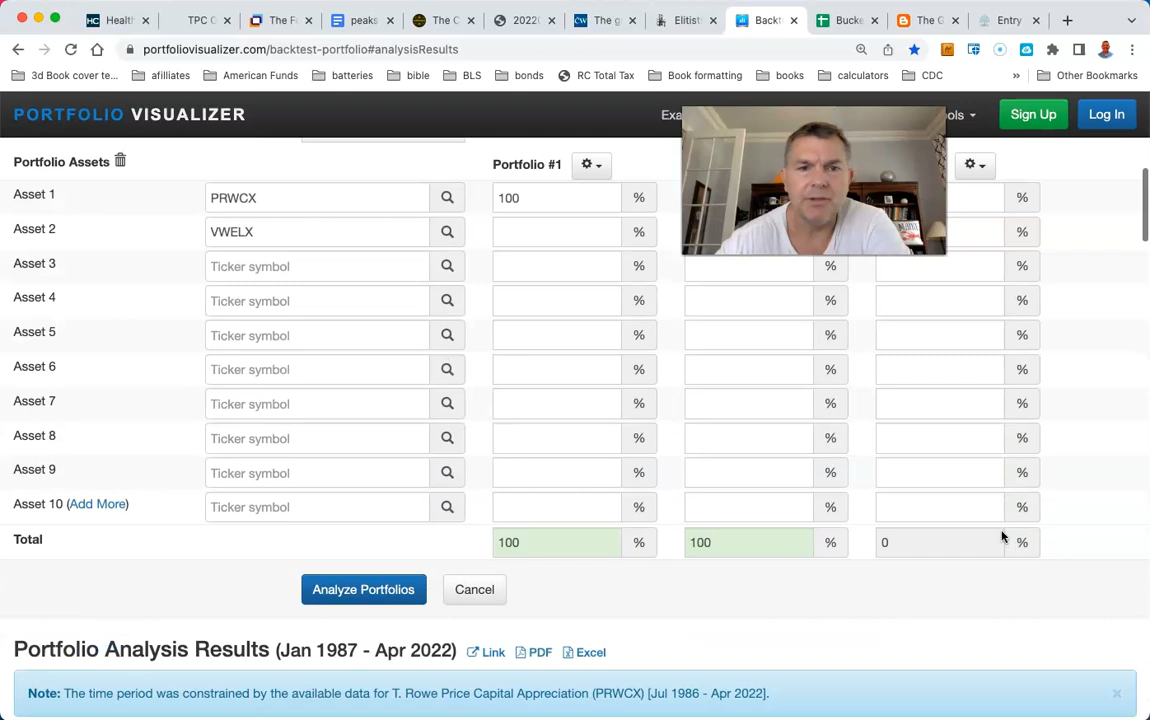 Health
TPC
The F
peaks
The C
2022
The g
Elitist
Backt
Bucke
The G
Entry
portfoliovisualizer.com/backtest-portfolio#analysisResults
3d Book cover te... afilliates American Funds batteries bible BLS bonds RC Total Tax Book formatting books calculators CDC » Other Bookmarks
PORTFOLIO VISUALIZER Sign Up Log In
Portfolio Assets Portfolio #1
Asset 1 PRWCX 100 % %
Asset 2 VWELX % %
Asset 3 Ticker symbol % % %
Asset 4 Ticker symbol % % %
Asset 5 Ticker symbol % % %
Asset 6 Ticker symbol % % %
Asset 7 Ticker symbol % % %
Asset 8 Ticker symbol % % %
Asset 9 Ticker symbol % % %
Asset 10 (Add More) Ticker symbol % % %
Total 100 % 100 % 0 %
Analyze Portfolios Cancel
Portfolio Analysis Results (Jan 1987 - Apr 2022) Link PDF Excel
Note: The time period was constrained by the available data for T. Rowe Price Capital Appreciation (PRWCX) [Jul 1986 - Apr 2022]. ×